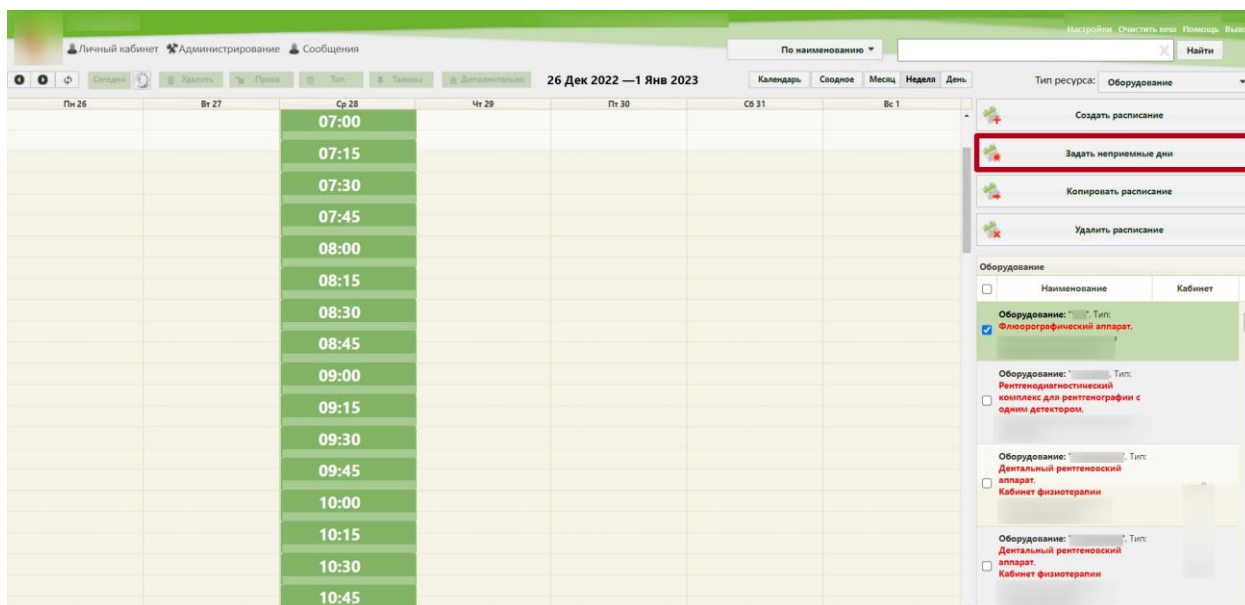 Настройки Очистить кеш Помощь Вых
Личный кабинет Администрирование Сообщения
По наименованию
Найти
Сегодня Удалить Права Тип Талоны Дополнительно
26 Дек 2022 —1 Янв 2023
Календарь Сводное Месяц Неделя День
Тип ресурса: Оборудование
Пн 26 Вт 27 Ср 28 Чт 29 Пт 30 Сб 31 Вс 1
07:00
07:15
07:30
07:45
08:00
08:15
08:30
08:45
09:00
09:15
09:30
09:45
10:00
10:15
10:30
10:45
Создать расписание
Задать неприемные дни
Копировать расписание
Удалить расписание
Оборудование
Наименование Кабинет
Оборудование: " ". Тип:
Флюорографический аппарат.
Оборудование: " . Тип:
Рентгенодиагностический
комплекс для рентгенографии с
одним детектором.
Оборудование: " ". Тип:
Дентальный рентгеновский
аппарат.
Кабинет физиотерапии
Оборудование: " ". Тип:
Дентальный рентгеновский
аппарат.
Кабинет физиотерапии